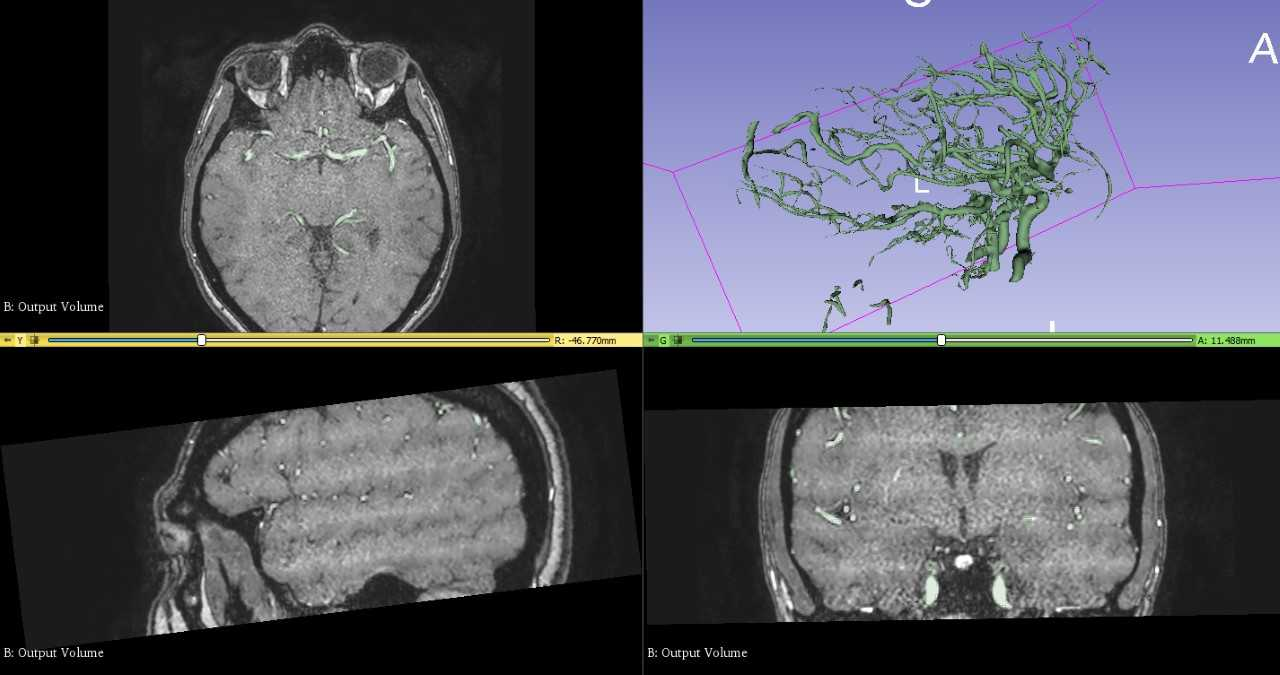 A
L
B: Output Volume
Y
R: -46.770mm
G
A: 11.488mm
B: Output Volume
B: Output Volume